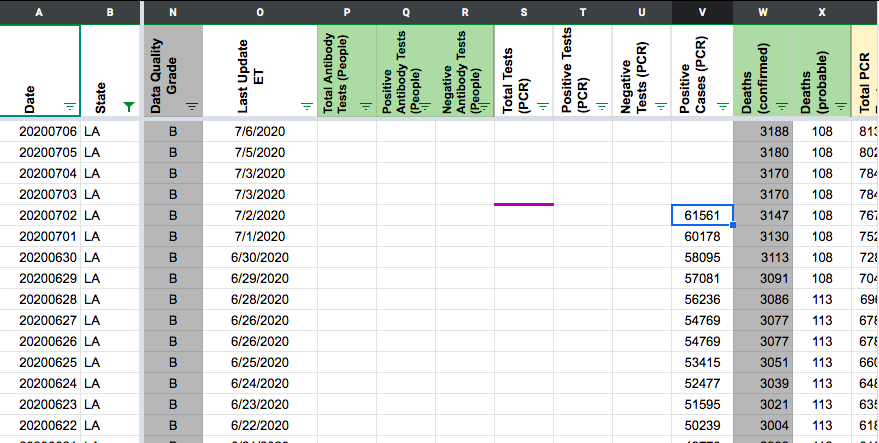 A B N O P Q R S T U V W X
Date State Data Quality Grade Last Update ET Total Antibody Tests (People) Positive Antibody Tests (People) Negative Antibody Tests (People) Total Tests (PCR) Positive Tests (PCR) Negative Tests (PCR) Positive Cases (PCR) Deaths (confirmed) Deaths (probable) Total PCR
20200706 LA B 7/6/2020 3188 108 813
20200705 LA B 7/5/2020 3180 108 802
20200704 LA B 7/3/2020 3170 108 784
20200703 LA B 7/3/2020 3170 108 784
20200702 LA B 7/2/2020 61561 3147 108 767
20200701 LA B 7/1/2020 60178 3130 108 752
20200630 LA B 6/30/2020 58095 3113 108 728
20200629 LA B 6/29/2020 57081 3091 108 704
20200628 LA B 6/28/2020 56236 3086 113 696
20200627 LA B 6/26/2020 54769 3077 113 678
20200626 LA B 6/26/2020 54769 3077 113 678
20200625 LA B 6/25/2020 53415 3051 113 660
20200624 LA B 6/24/2020 52477 3039 113 648
20200623 LA B 6/23/2020 51595 3021 113 635
20200622 LA B 6/22/2020 50239 3004 113 618